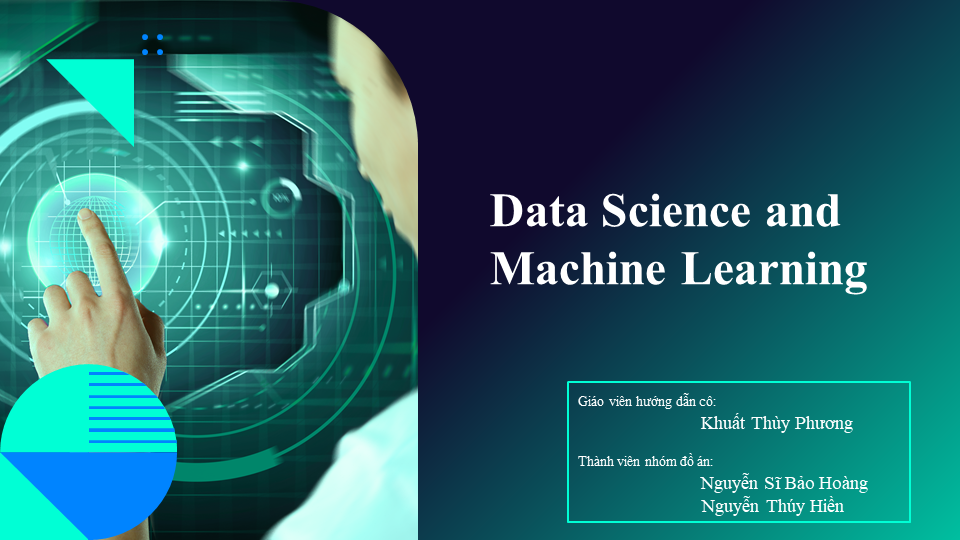 Data Science and
Machine Learning
Giáo viên hướng dẫn cô:
Khuất Thùy Phương
Thành viên nhóm đồ án:
Nguyễn Sĩ Bảo Hoàng
Nguyễn Thúy Hiền